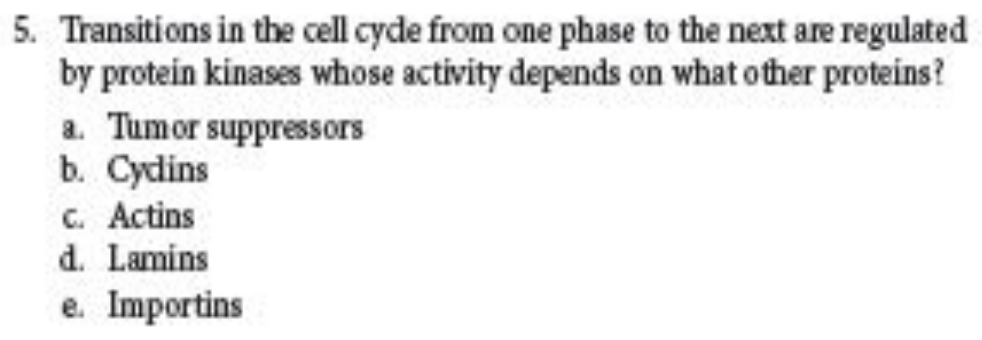 5. Transitions in the cell cycle from one phase to the next are regulated
by protein kinases whose activity depends on what other proteins?
a. Tumor suppressors
b. Cyclins
c. Actins
d. Lamins
e. Importins